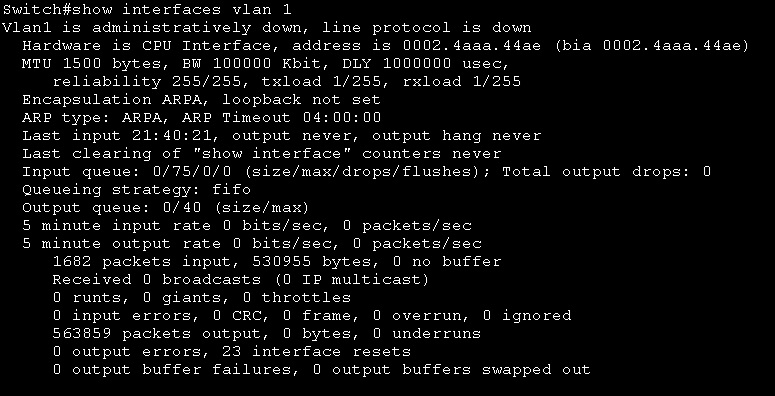 Switch#show interfaces vlan 1
Vlan1 is administratively down, line protocol is down
Hardware is CPU Interface, address is 0002.4aaa.44ae (bia 0002.4aaa.44ae)
MTU 1500 bytes, BW 100000 Kbit, DLY 1000000 usec,
reliability 255/255, txload 1/255, rxload 1/255
Encapsulation ARPA, loopback not set
ARP type: ARPA, ARP Timeout 04:00:00
Last input 21:40:21, output never, output hang never
Last clearing of "show interface" counters never
Input queue: 0/75/0/0 (size/max/drops/flushes); Total output drops: 0
Queueing strategy: fifo
Output queue: 0/40 (size/max)
5 minute input rate 0 bits/sec, 0 packets/sec
5 minute output rate 0 bits/sec, 0 packets/sec
1682 packets input, 530955 bytes, 0 no buffer
Received 0 broadcasts (0 IP multicast)
0 runts, 0 giants, 0 throttles
0 input errors, 0 CRC, 0 frame, 0 overrun, 0 ignored
563859 packets output, 0 bytes, 0 underruns
0 output errors, 23 interface resets
0 output buffer failures, 0 output buffers swapped out